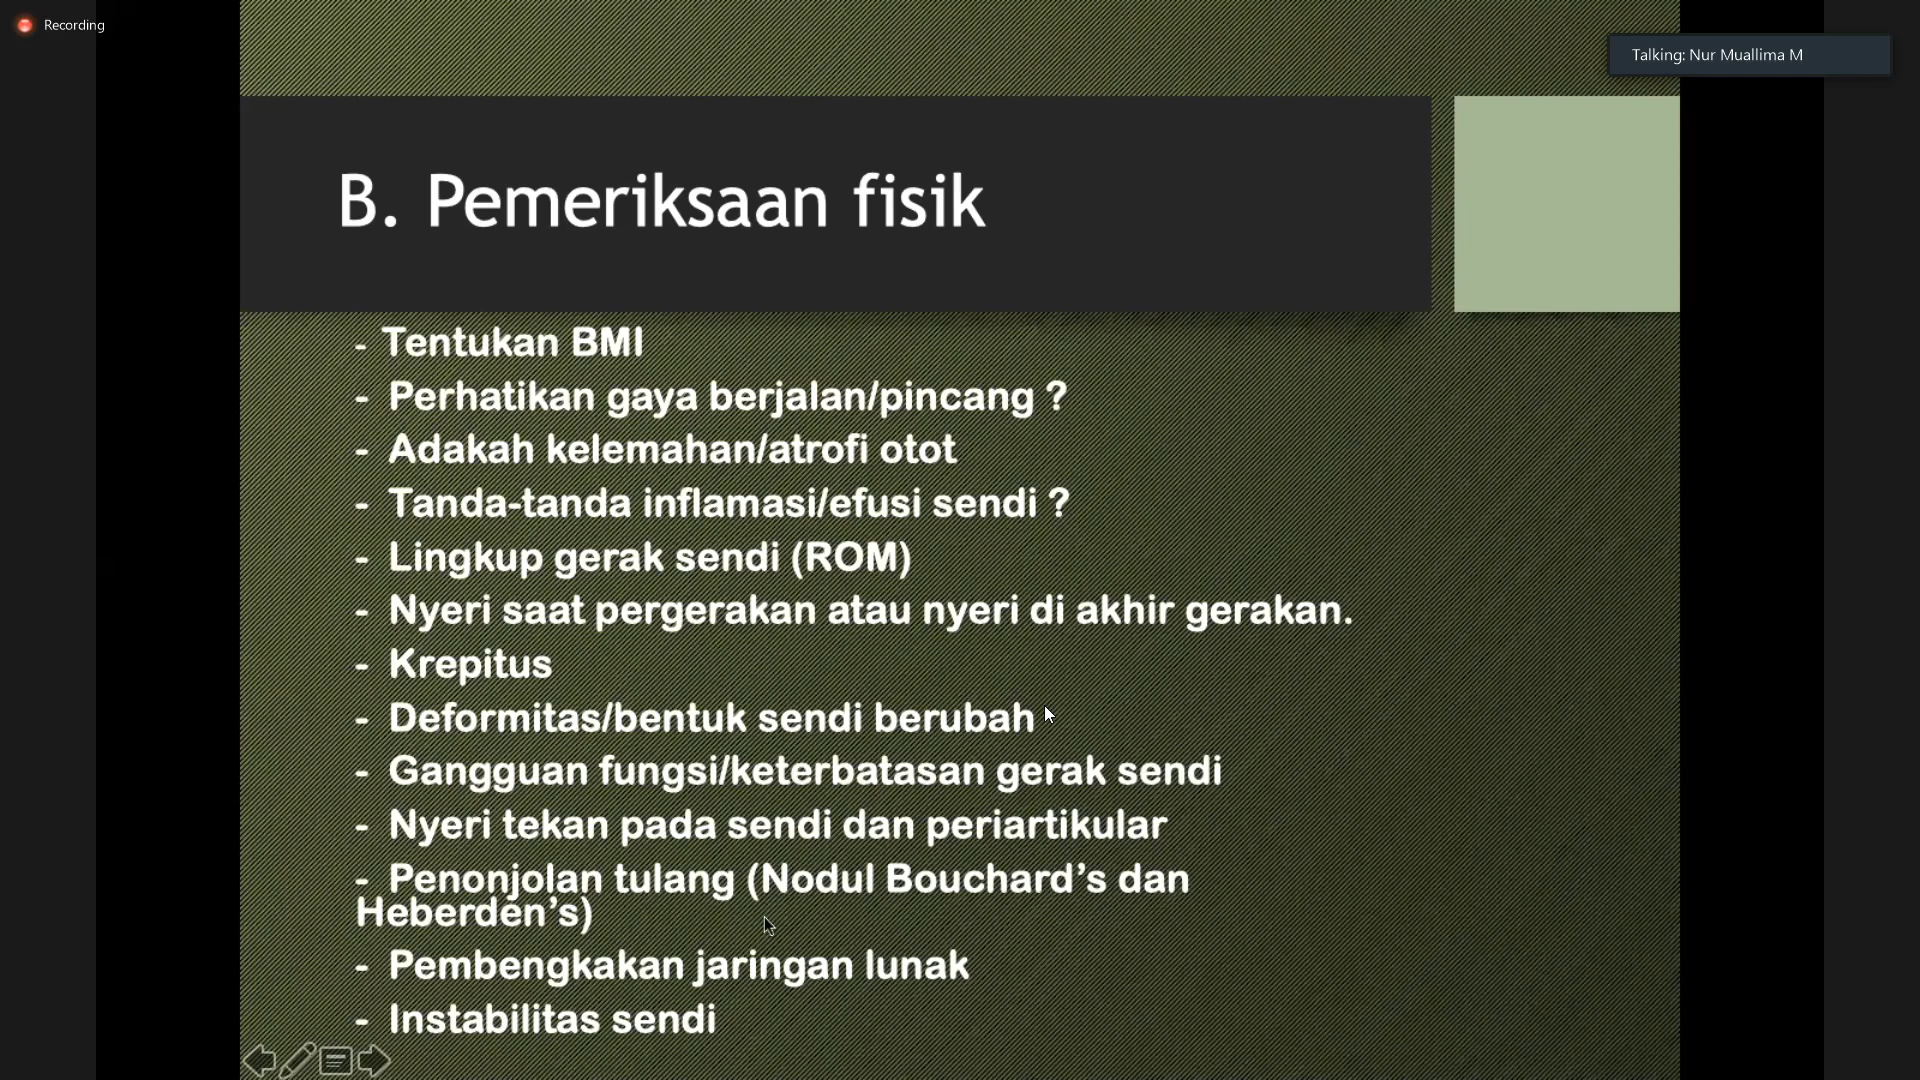 Recording
Talking: Nur Muallima M
B. Pemeriksaan fisik
- Tentukan BMI
- Perhatikan gaya berjalan/pincang ?
- Adakah kelemahan/atrofi otot
- Tanda-tanda inflamasi/efusi sendi ?
- Lingkup gerak sendi (ROM)
- Nyeri saat pergerakan atau nyeri di akhir gerakan.
- Krepitus
- Deformitas/bentuk sendi berubah
- Gangguan fungsi/keterbatasan gerak sendi
- Nyeri tekan pada sendi dan periartikular
- Penonjolan tulang (Nodul Bouchard’s dan
Heberden’s)
- Pembengkakan jaringan lunak
- Instabilitas sendi